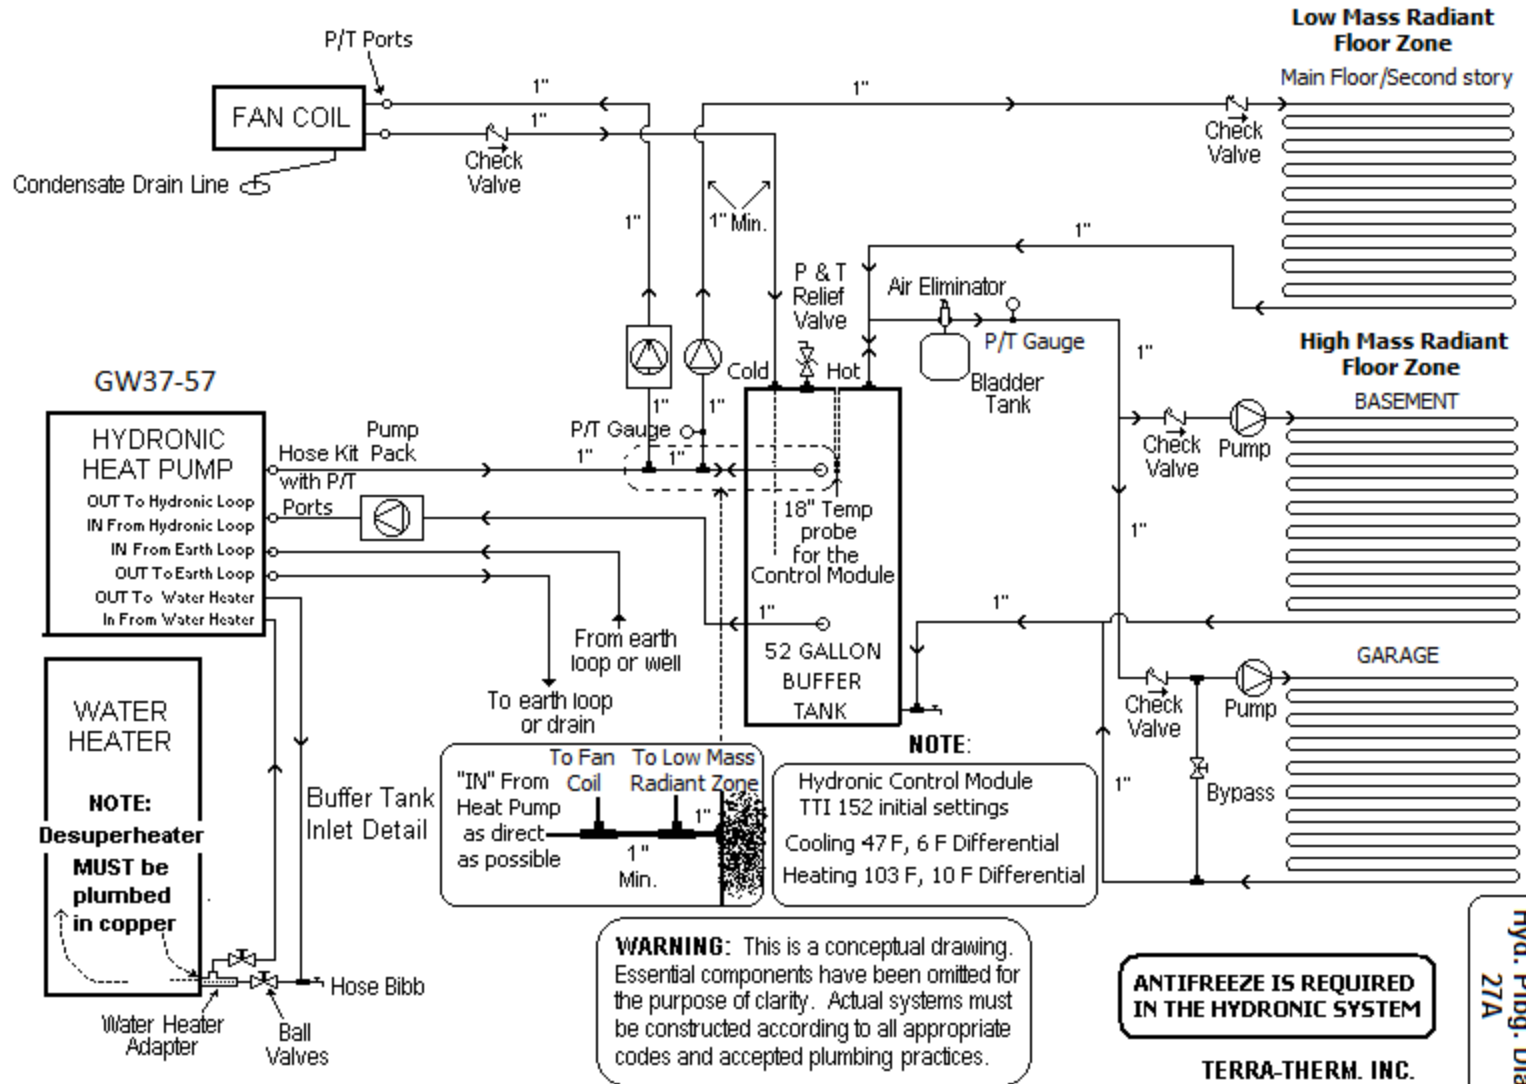 Low Mass Radiant
Floor Zone
Main Floor/Second story
P/T Ports
1"
1"
1"
FAN COIL
Check
Valve
Check
Valve
Condensate Drain Line
1"
1"
Min.
1"
P & T
Relief
Valve
Air Eliminator
P/T Gauge
Bladder
Tank
1"
High Mass Radiant
Floor Zone
BASEMENT
Cold
Hot
GW37-57
HYDRONIC
HEAT PUMP
OUT To Hydronic Loop
IN From Hydronic Loop
IN From Earth Loop
OUT To Earth Loop
OUT To Water Heater
In From Water Heater
Hose Kit
with P/T
Ports
Pump
Pack
P/T Gauge
1"
1"
1"
1"
Check
Valve
Pump
18" Temp
probe
for the
Control Module
1"
1"
1"
52 GALLON
BUFFER
TANK
From earth
loop or well
To earth loop
or drain
GARAGE
Check
Valve
Pump
Bypass
1"
WATER
HEATER
NOTE:
Desuperheater
MUST be
plumbed
in copper
Buffer Tank
Inlet Detail
"IN" From
Heat Pump
as direct
as possible
To Fan
Coil
To Low Mass
Radiant Zone
1"
1"
Min.
NOTE:
Hydronic Control Module
TTI 152 initial settings
Cooling 47 F, 6 F Differential
Heating 103 F, 10 F Differential
Hose Bibb
Water Heater
Adapter
Ball
Valves
WARNING: This is a conceptual drawing.
Essential components have been omitted for
the purpose of clarity. Actual systems must
be constructed according to all appropriate
codes and accepted plumbing practices.
ANTIFREEZE IS REQUIRED
IN THE HYDRONIC SYSTEM
TERRA-THERM, INC.
Hyd. Plbg. Dia
27A